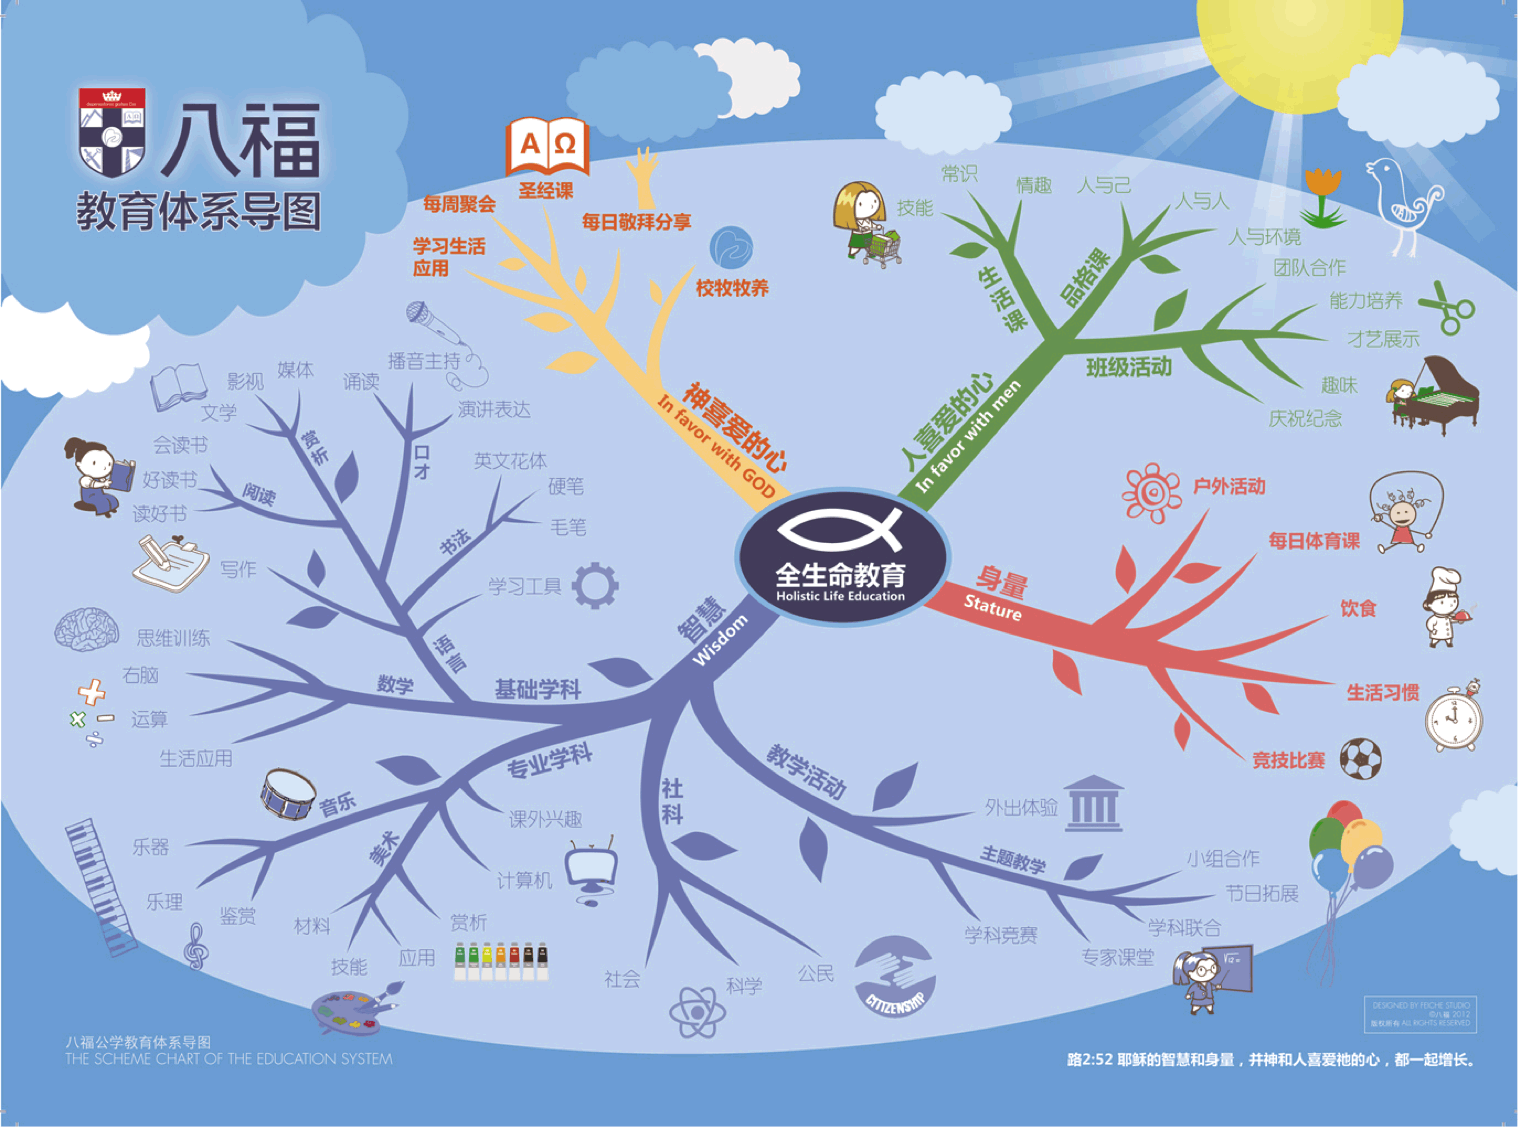 八福
教育体系导图
A Ω
圣经课
每周聚会
每日敬拜分享
学习生活
应用
校牧牧养
神喜爱的心
In favor with GOD
常识
情趣
人与己
技能
人与人
人与环境
生活课
品格课
团队合作
能力培养
才艺展示
班级活动
趣味
庆祝纪念
人喜爱的心
In favor with men
全生命教育
Holistic Life Education
户外活动
每日体育课
饮食
身量
Stature
生活习惯
竞技比赛
播音主持
媒体
影视
诵读
文学
演讲表达
赏析
口才
会读书
好读书
阅读
读好书
英文花体
硬笔
毛笔
书法
写作
学习工具
语言
思维训练
右脑
数学
基础学科
运算
生活应用
智慧
Wisdom
专业学科
音乐
乐器
乐理
鉴赏
美术
课外兴趣
计算机
材料
技能
应用
赏析
社科
社会
科学
公民
CITIZENSHIP
教学活动
外出体验
主题教学
小组合作
节日拓展
学科联合
学科竞赛
专家课堂
√12 =
DESIGNED BY FEICHE STUDIO
©八福 2012
版权所有 ALL RIGHTS RESERVED
八福公学教育体系导图
THE SCHEME CHART OF THE EDUCATION SYSTEM
路2:52 耶稣的智慧和身量，并神和人喜爱祂的心，都一起增长。